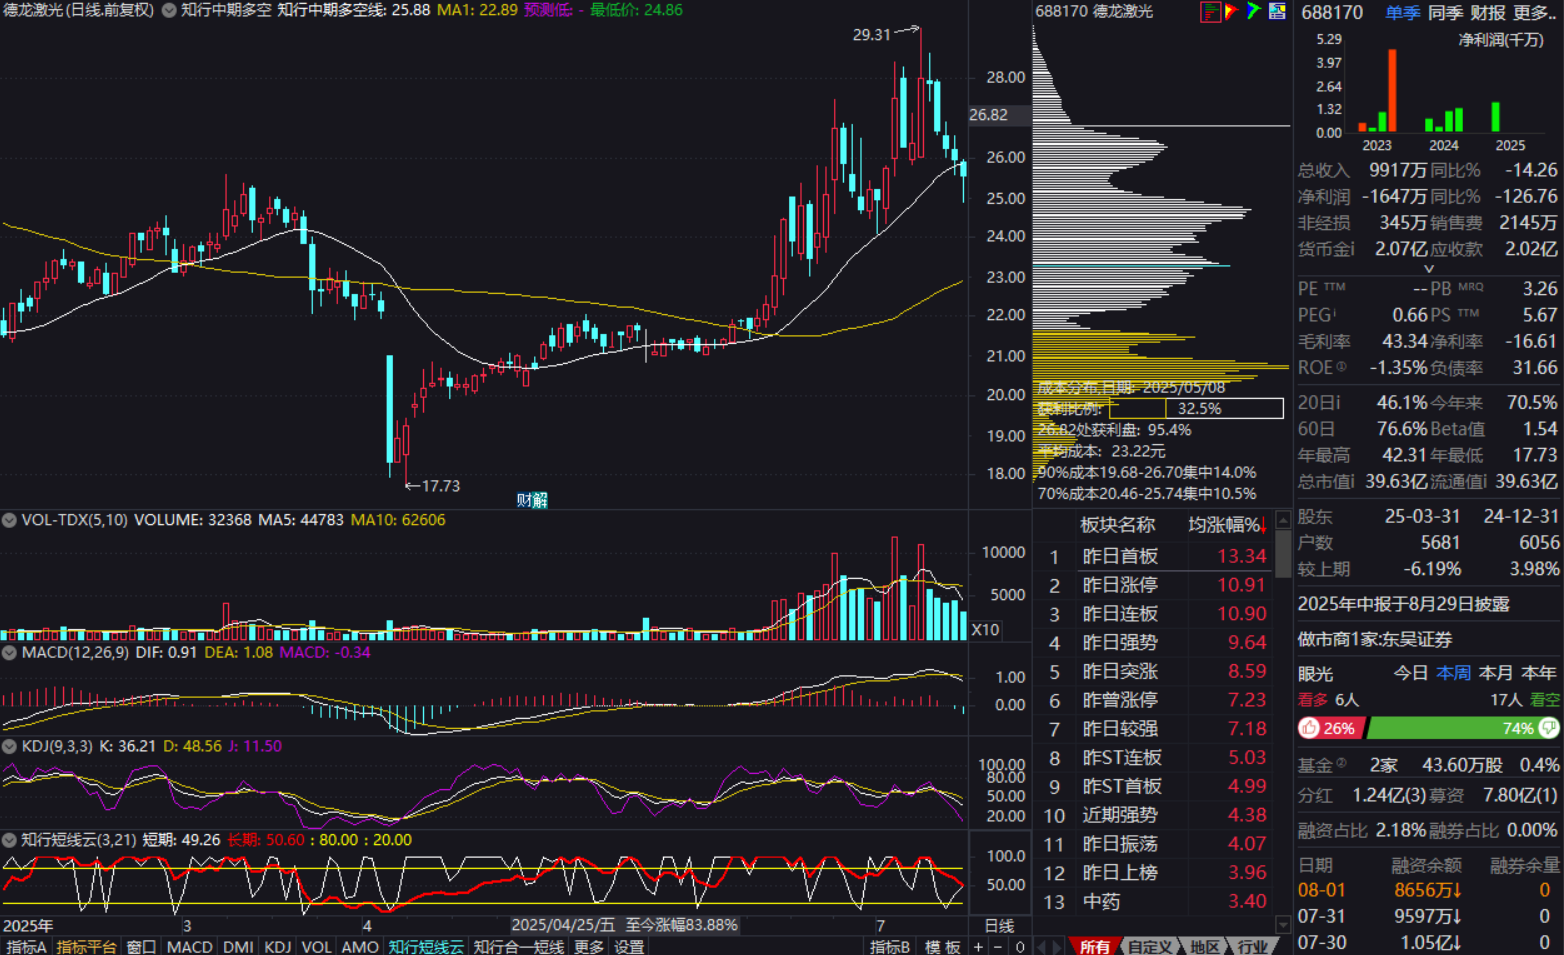 德龙激光(日线,前复权) 知行中期多空 知行中期多空线: 25.88 MA1: 22.89 预测低: - 最低价: 24.86
29.31
28.00
26.82
26.00
25.00
24.00
23.00
22.00
21.00
20.00
19.00
18.00
17.73
财解
VOL-TDX(5,10) VOLUME: 32368 MA5: 44783 MA10: 62606
10000
5000
X10
MACD(12,26,9) DIF: 0.91 DEA: 1.08 MACD: -0.34
1.00
0.00
KDJ(9,3,3) K: 36.21 D: 48.56 J: 11.50
100.00
80.00
50.00
20.00
知行短线云(3,21) 短期: 49.26 长期: 50.60 : 80.00 : 20.00
100.0
50.00
2025年 3 4 2025/04/25/五 至今涨幅83.88% 7 日线
指标A 指标平台 窗口 MACD DMI KDJ VOL AMO 知行短线云 知行合一短线 更多 设置 指标B 模板 + - 0
688170 德龙激光
成本分布,日期: 2025/05/08
获利比例: 32.5%
26.82处获利盘: 95.4%
平均成本: 23.22元
90%成本19.68-26.70集中14.0%
70%成本20.46-25.74集中10.5%
板块名称 均涨幅%↓
1 昨日首板 13.34
2 昨日涨停 10.91
3 昨日连板 10.90
4 昨日强势 9.64
5 昨日突涨 8.59
6 昨曾涨停 7.23
7 昨日较强 7.18
8 昨ST连板 5.03
9 昨ST首板 4.99
10 近期强势 4.38
11 昨日振荡 4.07
12 昨日上榜 3.96
13 中药 3.40
所有 自定义 地区 行业
688170 单季 同季 财报 更多..
净利润(千万)
5.29
3.97
2.64
1.32
0.00
2023 2024 2025
总收入 9917万 同比% -14.26
净利润 -1647万 同比% -126.76
非经损 345万 销售费 2145万
货币金i 2.07亿 应收款 2.02亿
PE TTM -- PB MRQ 3.26
PEG i 0.66 PS TTM 5.67
毛利率 43.34 净利率 -16.61
ROE① -1.35% 负债率 31.66
20日i 46.1% 今年来 70.5%
60日 76.6% Beta值 1.54
年最高 42.31 年最低 17.73
总市值i 39.63亿 流通值i 39.63亿
股东 25-03-31 24-12-31
户数 5681 6056
较上期 -6.19% 3.98%
2025年中报于8月29日披露
做市商1家:东吴证券
眼光 今日 本周 本月 本年
看多 6人 17人 看空
26% 74%
基金② 2家 43.60万股 0.4%
分红 1.24亿(3) 募资 7.80亿(1)
融资占比 2.18% 融券占比 0.00%
日期 融资余额 融券余量
08-01 8656万↓ 0
07-31 9597万↓ 0
07-30 1.05亿↓ 0